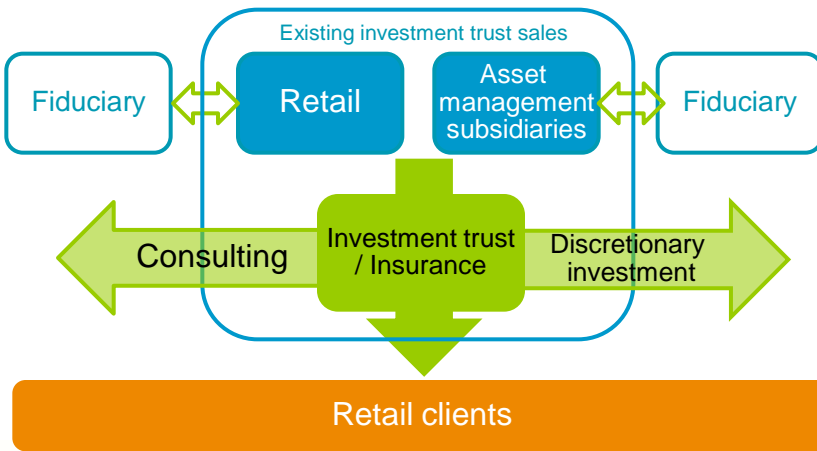 Existing investment trust sales
Fiduciary
Retail
Asset
management
subsidiaries
Fiduciary
Consulting
Investment trust
/ Insurance
Discretionary
investment
Retail clients